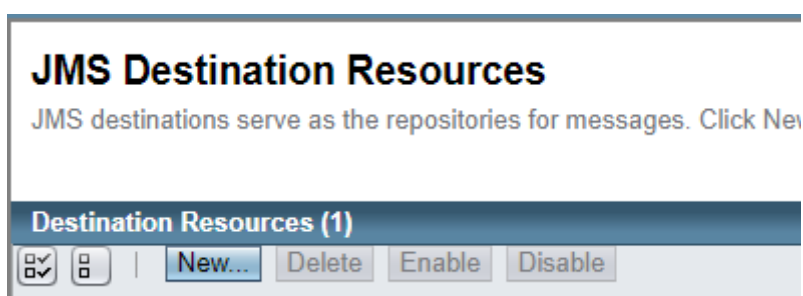 JMS Destination Resources
JMS destinations serve as the repositories for messages. Click
Destination Resources (1)
New... Delete Enable Disable